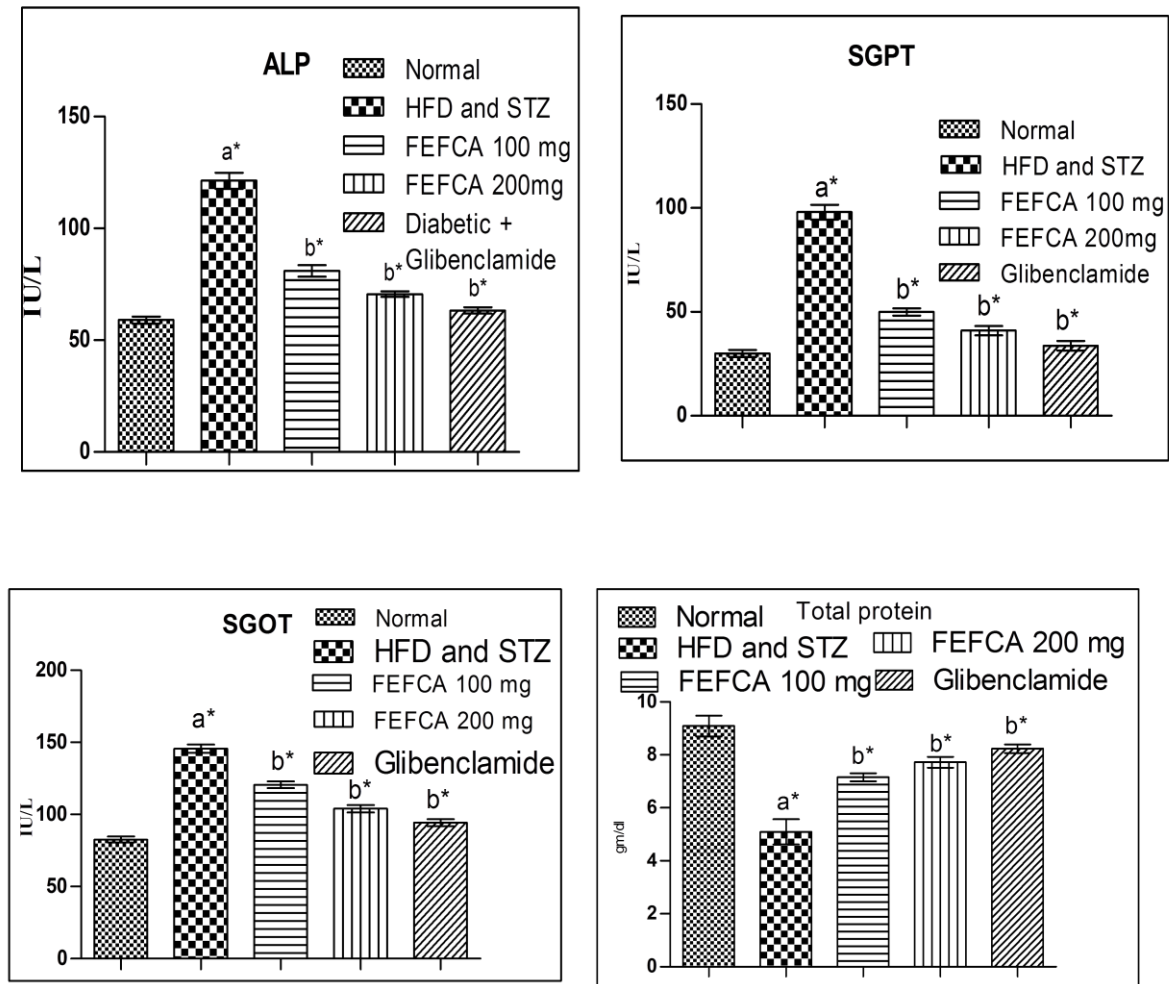 ALP
Normal
HFD and STZ
FEFCA 100 mg
FEFCA 200mg
Diabetic +
Glibenclamide
150
100
50
0
IU/L
a*
b*
b*
b*
SGPT
Normal
HFD and STZ
FEFCA 100 mg
FEFCA 200mg
Glibenclamide
150
100
50
0
IU/L
a*
b*
b*
b*
SGOT
Normal
HFD and STZ
FEFCA 100 mg
FEFCA 200 mg
Glibenclamide
200
150
100
50
0
IU/L
a*
b*
b*
b*
Total protein
Normal
HFD and STZ
FEFCA 100 mg
FEFCA 200 mg
Glibenclamide
10
8
6
4
2
0
gm/dl
a*
b*
b*
b*